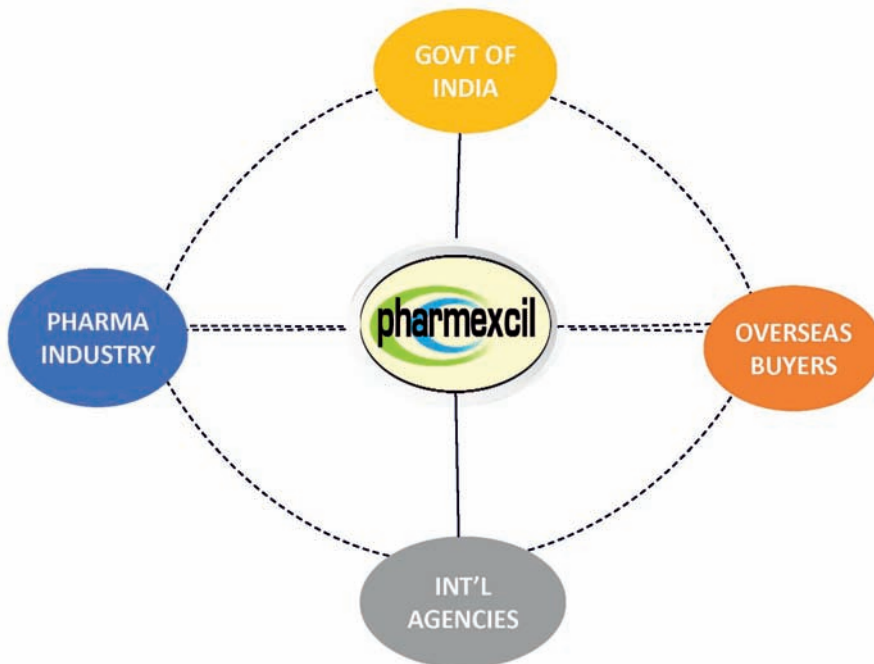 GOVT OF
INDIA
PHARMA
INDUSTRY
pharmexcil
OVERSEAS
BUYERS
INT'L
AGENCIES